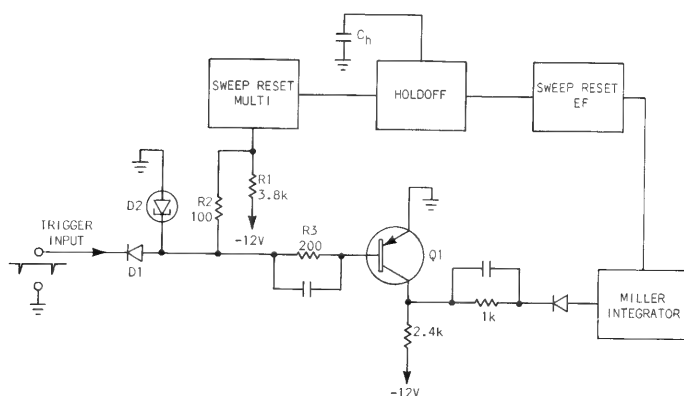 C_h
SWEEP RESET
MULTI
HOLDOFF
SWEEP RESET
EF
R1
3.8k
R2
100
D2
-12V
TRIGGER
INPUT
D1
R3
200
Q1
1k
MILLER
INTEGRATOR
2.4k
-12V